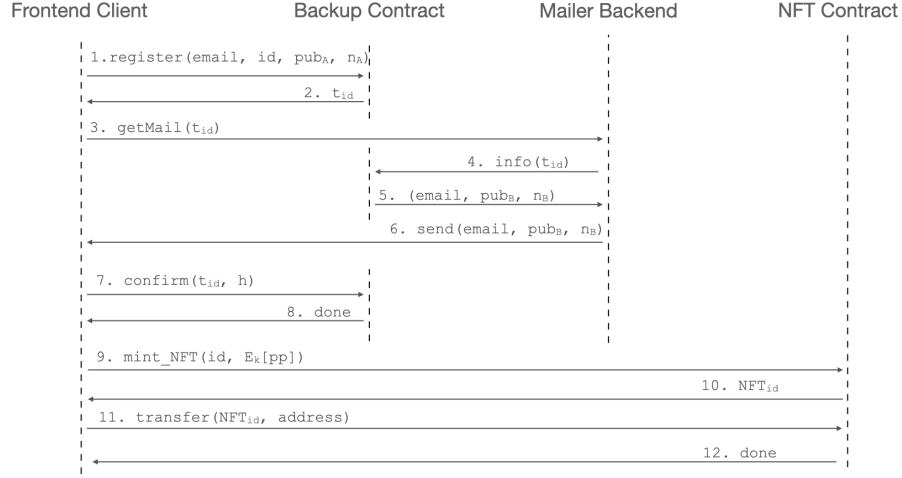 Frontend Client Backup Contract Mailer Backend NFT Contract
1.register(email, id, pubA, nA)
2. tid
3. getMail(tid)
4. info(tid)
5. (email, pubB, nB)
6. send(email, pubB, nB)
7. confirm(tid, h)
8. done
9. mint_NFT(id, Ek[pp])
10. NFTid
11. transfer(NFTid, address)
12. done